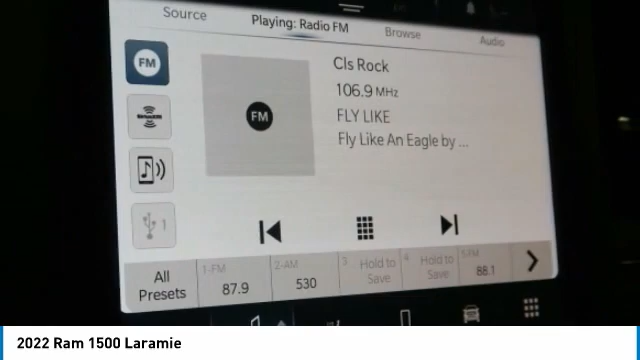 Source
Playing: Radio FM
Browse
Audio
FM
Cls Rock
106.9 MHz
FM
FLY LIKE
Fly Like An Eagle by ...
1
All Presets
1-FM
87.9
2-AM
530
3
Hold to Save
4
Hold to Save
5-FM
88.1
2022 Ram 1500 Laramie